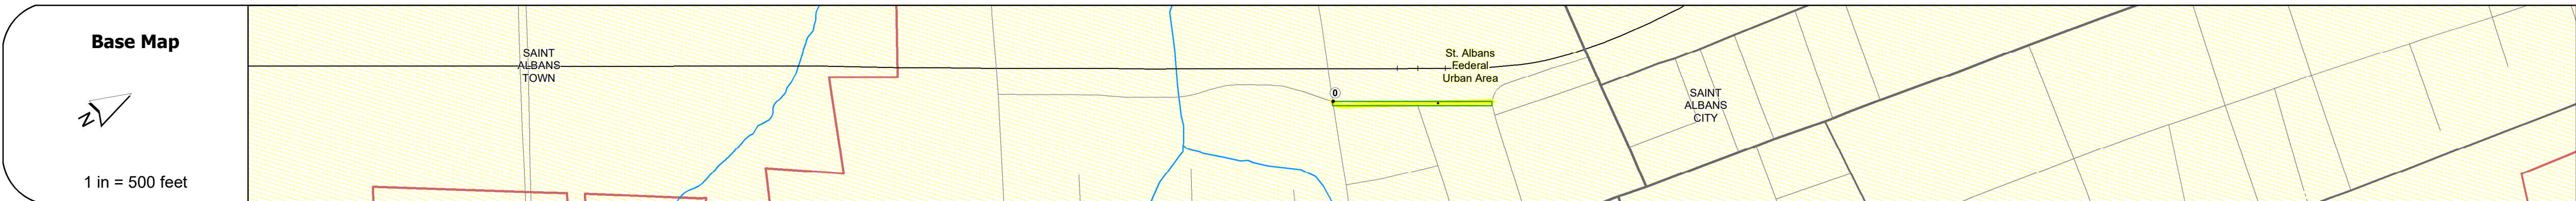 Base Map
N
1 in = 500 feet
SAINT
ALBANS
TOWN
0
St. Albans
Federal
Urban Area
SAINT
ALBANS
CITY